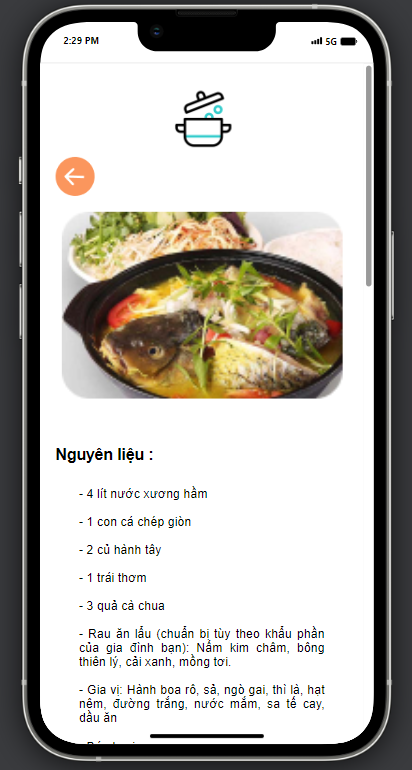 2:29 PM
5G
Nguyên liệu :
- 4 lít nước xương hầm
- 1 con cá chép giòn
- 2 củ hành tây
- 1 trái thơm
- 3 quả cà chua
- Rau ăn lẩu (chuẩn bị tùy theo khẩu phần
của gia đình bạn): Nấm kim châm, bông
thiên lý, cải xanh, mồng tơi.
- Gia vị: Hành boa rô, sả, ngò gai, thì là, hạt
nêm, đường trắng, nước mắm, sa tế cay,
dầu ăn